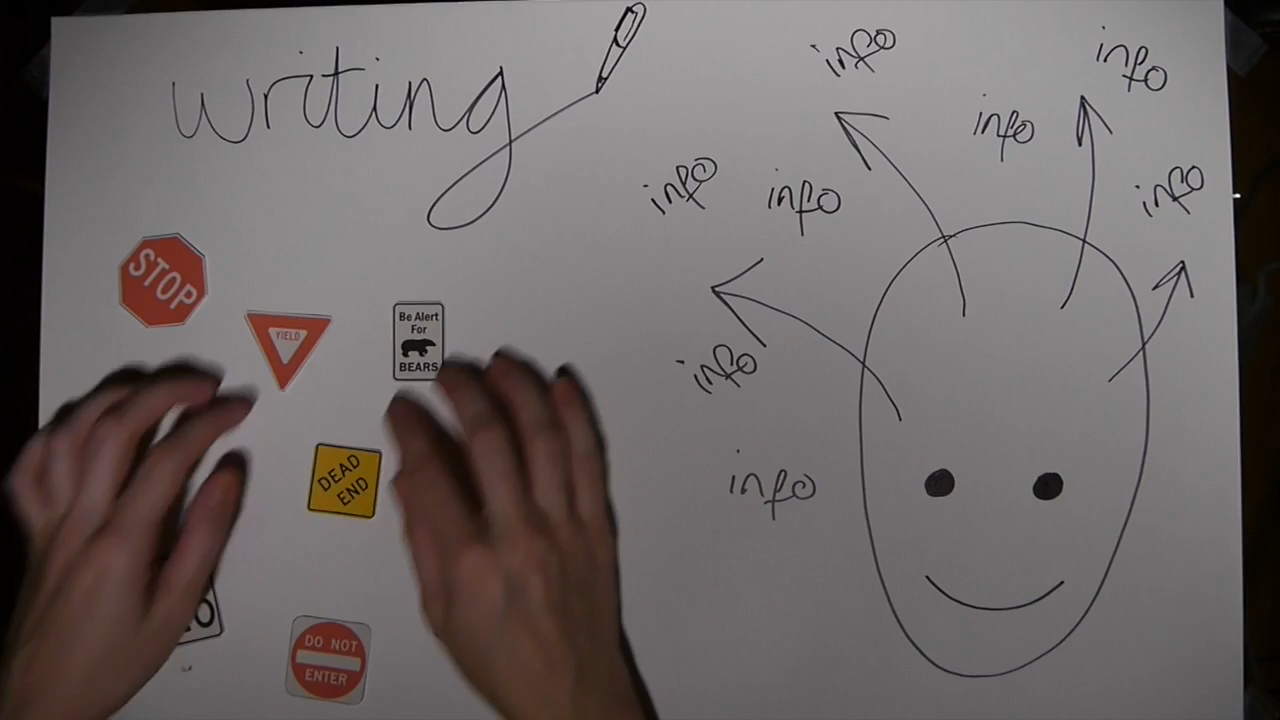 writing
info
info
info
info
info
info
info
info
STOP
YIELD
Be Alert
For
BEARS
DEAD
END
DO NOT
ENTER